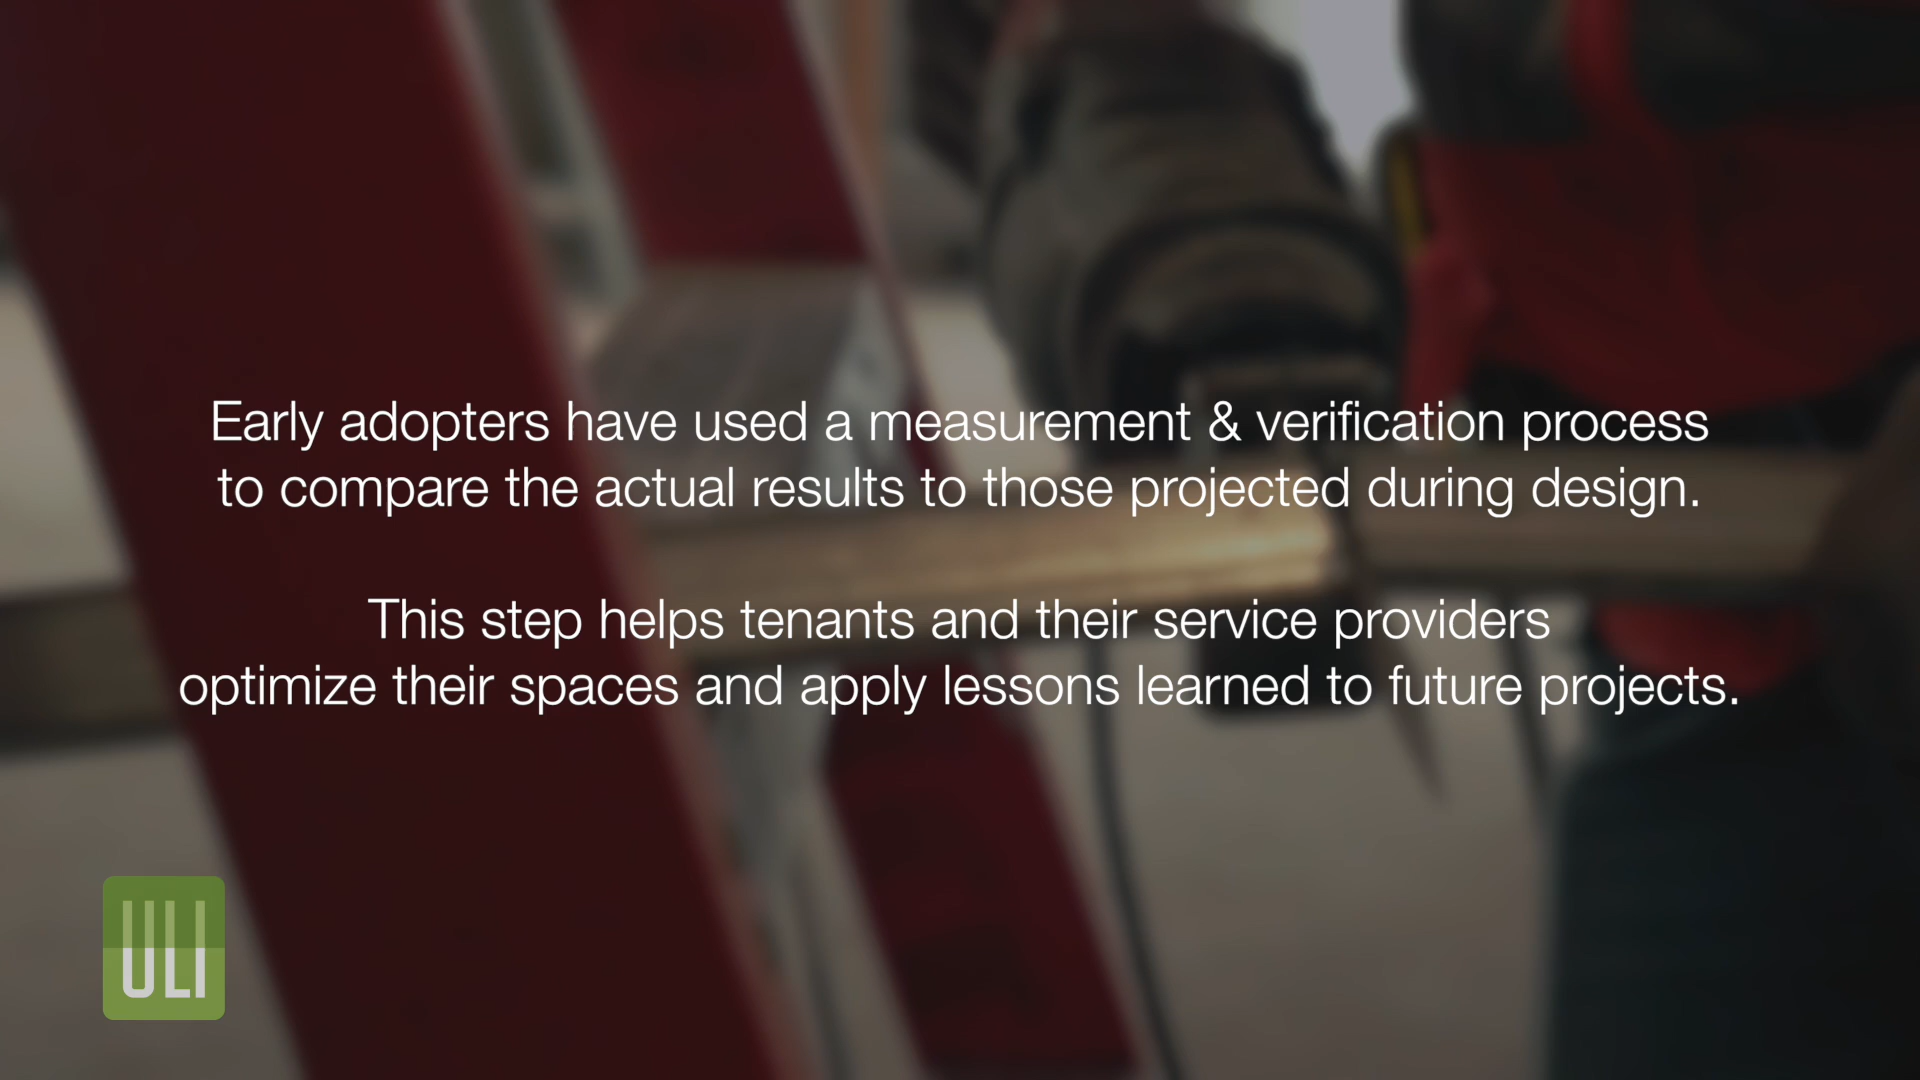 Early adopters have used a measurement & verification process
to compare the actual results to those projected during design.
This step helps tenants and their service providers
optimize their spaces and apply lessons learned to future projects.
ULI